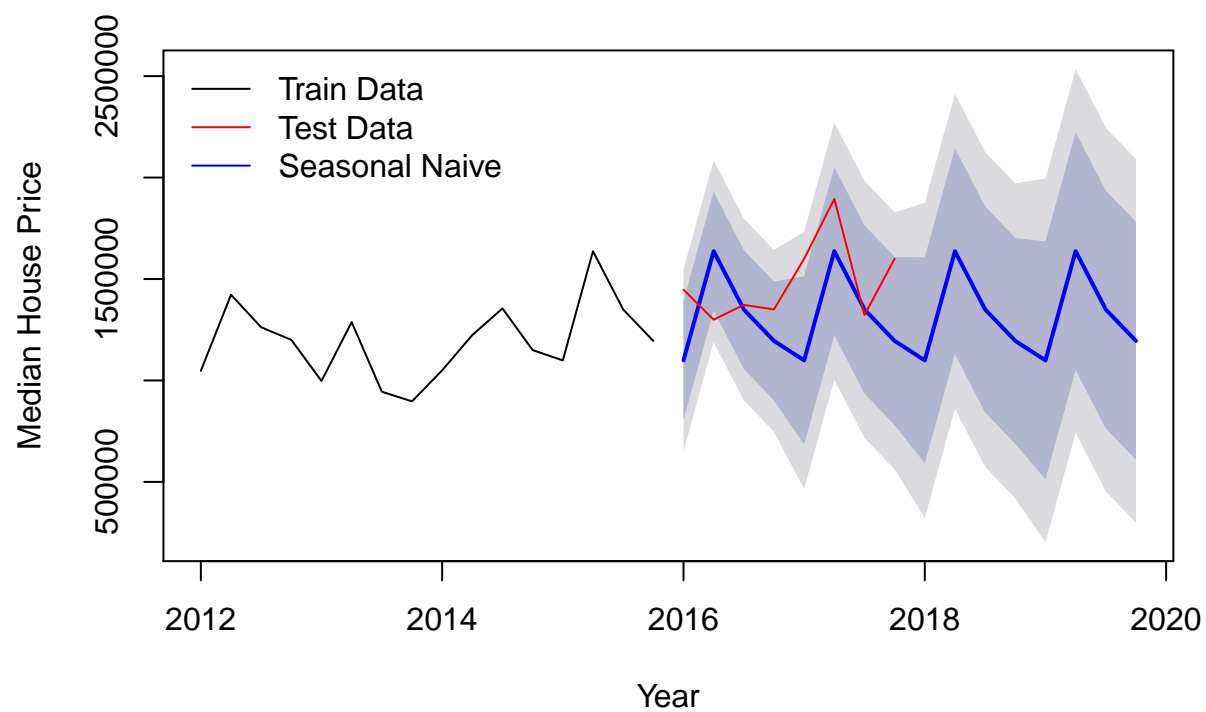 Median House Price
2500000
1500000
500000
Train Data
Test Data
Seasonal Naive
2012 2014 2016 2018 2020
Year